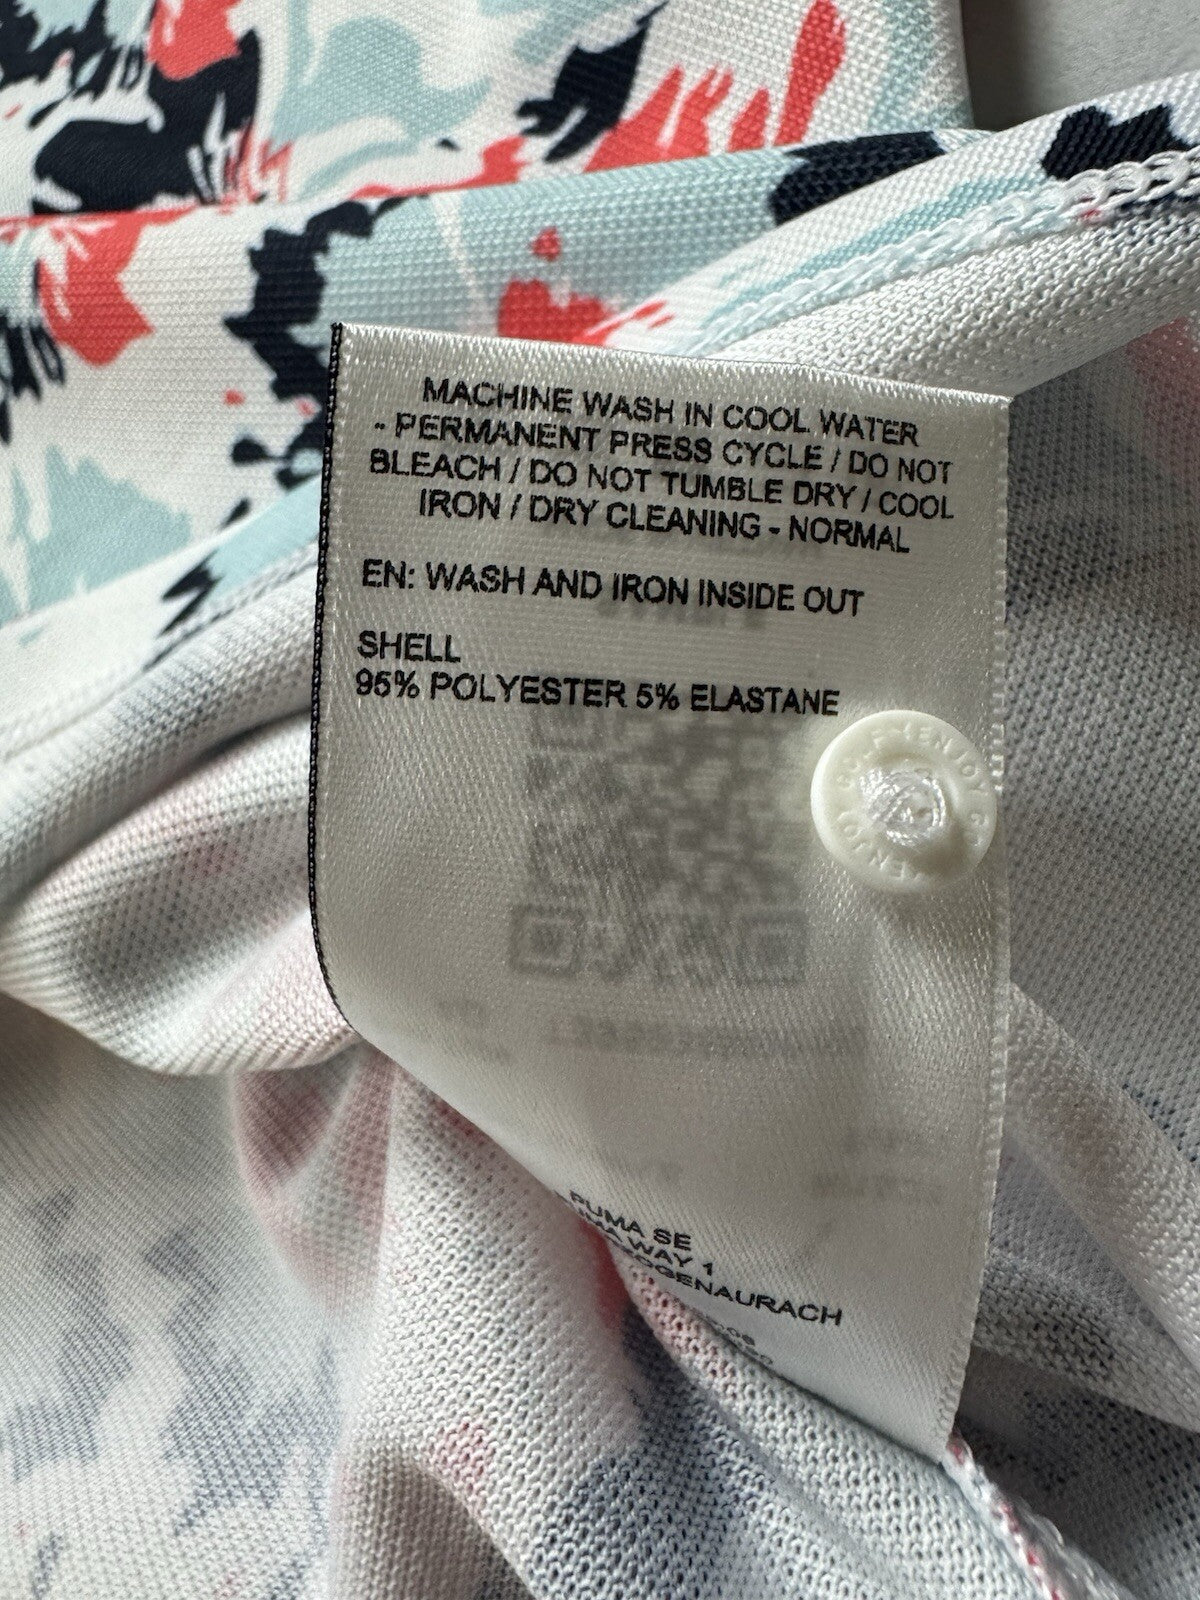 MACHINE WASH IN COOL WATER
- PERMANENT PRESS CYCLE / DO NOT
BLEACH / DO NOT TUMBLE DRY / COOL
IRON / DRY CLEANING - NORMAL
EN: WASH AND IRON INSIDE OUT
SHELL
95% POLYESTER 5% ELASTANE
ENJOY
PUMA SE
WAY 1